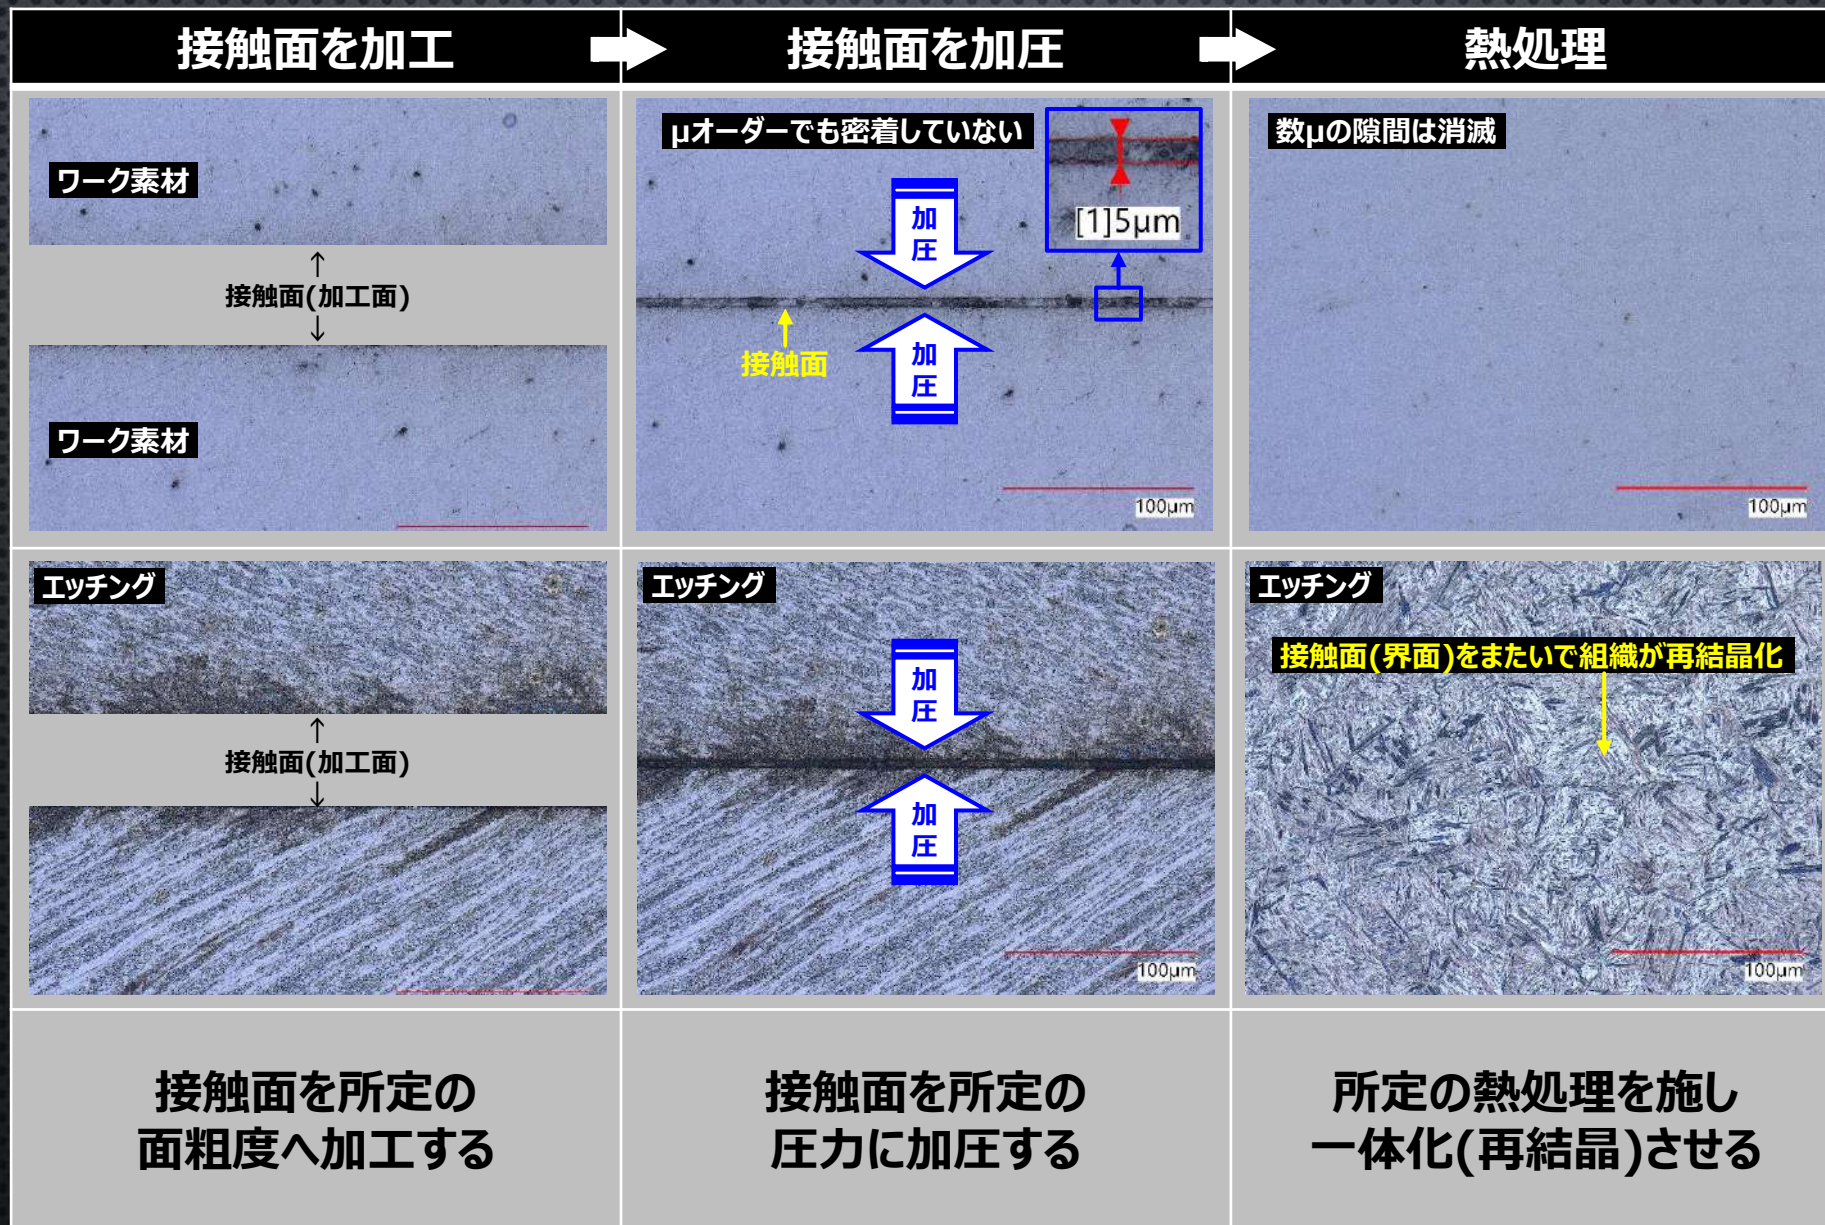 接触面を加工
接触面を加圧
熱処理
ワーク素材
↑
接触面(加工面)
↓
ワーク素材
μオーダーでも密着していない
[1]5μm
加
圧
接触面
加
圧
100μm
数μの隙間は消滅
100μm
エッチング
↑
接触面(加工面)
↓
エッチング
加
圧
加
圧
100μm
エッチング
接触面(界面)をまたいで組織が再結晶化
100μm
接触面を所定の
面粗度へ加工する
接触面を所定の
圧力に加圧する
所定の熱処理を施し
一体化(再結晶)させる